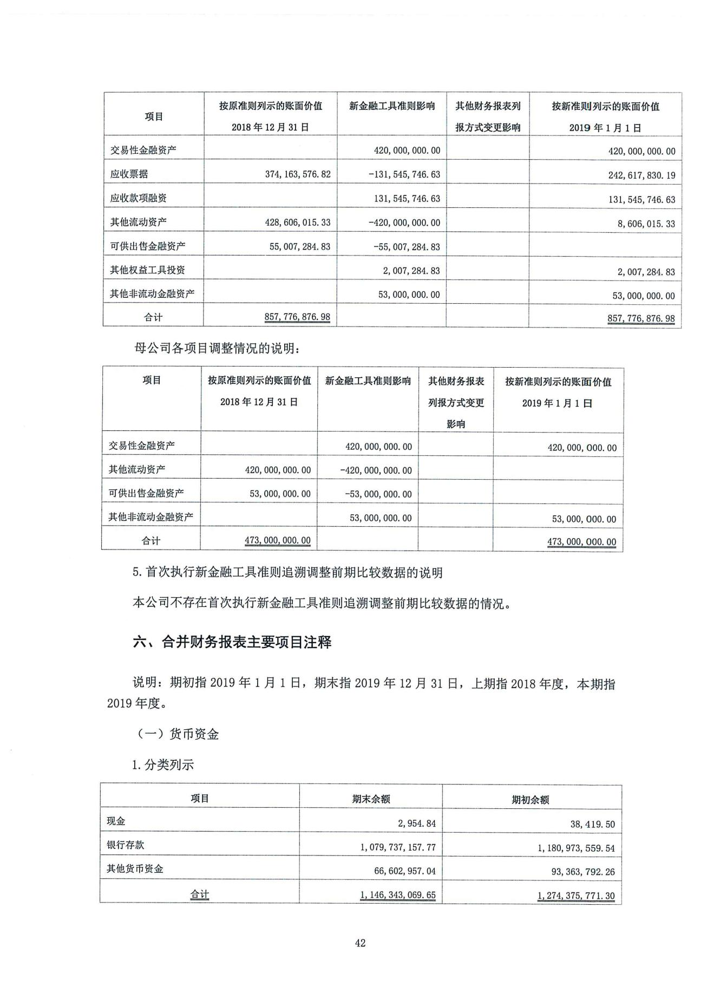 项目 按原准则列示的账面价值 新金融工具准则影响 其他财务报表列 按新准则列示的账面价值
2018 年 12 月 31 日 报方式变更影响 2019 年 1 月 1 日
交易性金融资产 420,000,000.00 420,000,000.00
应收票据 374,163,576.82 -131,545,746.63 242,617,830.19
应收款项融资 131,545,746.63 131,545,746.63
其他流动资产 428,606,015.33 -420,000,000.00 8,606,015.33
可供出售金融资产 55,007,284.83 -55,007,284.83
其他权益工具投资 2,007,284.83 2,007,284.83
其他非流动金融资产 53,000,000.00 53,000,000.00
合计 857,776,876.98 857,776,876.98
母公司各项目调整情况的说明：
项目 按原准则列示的账面价值 新金融工具准则影响 其他财务报表 按新准则列示的账面价值
2018 年 12 月 31 日 列报方式变更 2019 年 1 月 1 日
影响
交易性金融资产 420,000,000.00 420,000,000.00
其他流动资产 420,000,000.00 -420,000,000.00
可供出售金融资产 53,000,000.00 -53,000,000.00
其他非流动金融资产 53,000,000.00 53,000,000.00
合计 473,000,000.00 473,000,000.00
5.首次执行新金融工具准则追溯调整前期比较数据的说明
本公司不存在首次执行新金融工具准则追溯调整前期比较数据的情况。
六、合并财务报表主要项目注释
说明：期初指 2019 年 1 月 1 日，期末指 2019 年 12 月 31 日，上期指 2018 年度，本期指
2019 年度。
（一）货币资金
1.分类列示
项目 期末余额 期初余额
现金 2,954.84 38,419.50
银行存款 1,079,737,157.77 1,180,973,559.54
其他货币资金 66,602,957.04 93,363,792.26
合计 1,146,343,069.65 1,274,375,771.30
42